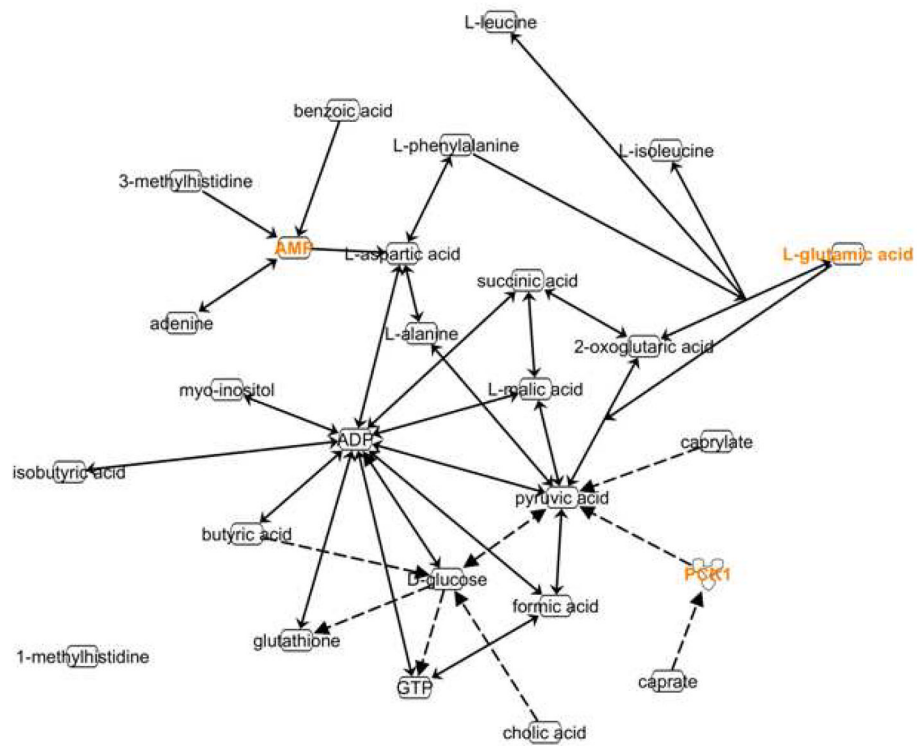 L-leucine
benzoic acid
L-phenylalanine
L-isoleucine
3-methylhistidine
AMP
L-aspartic acid
L-glutamic acid
succinic acid
adenine
L-alanine
2-oxoglutaric acid
myo-inositol
L-malic acid
ADP
caprylate
isobutyric acid
pyruvic acid
butyric acid
D-glucose
PCK1
formic acid
glutathione
1-methylhistidine
GTP
caprate
cholic acid